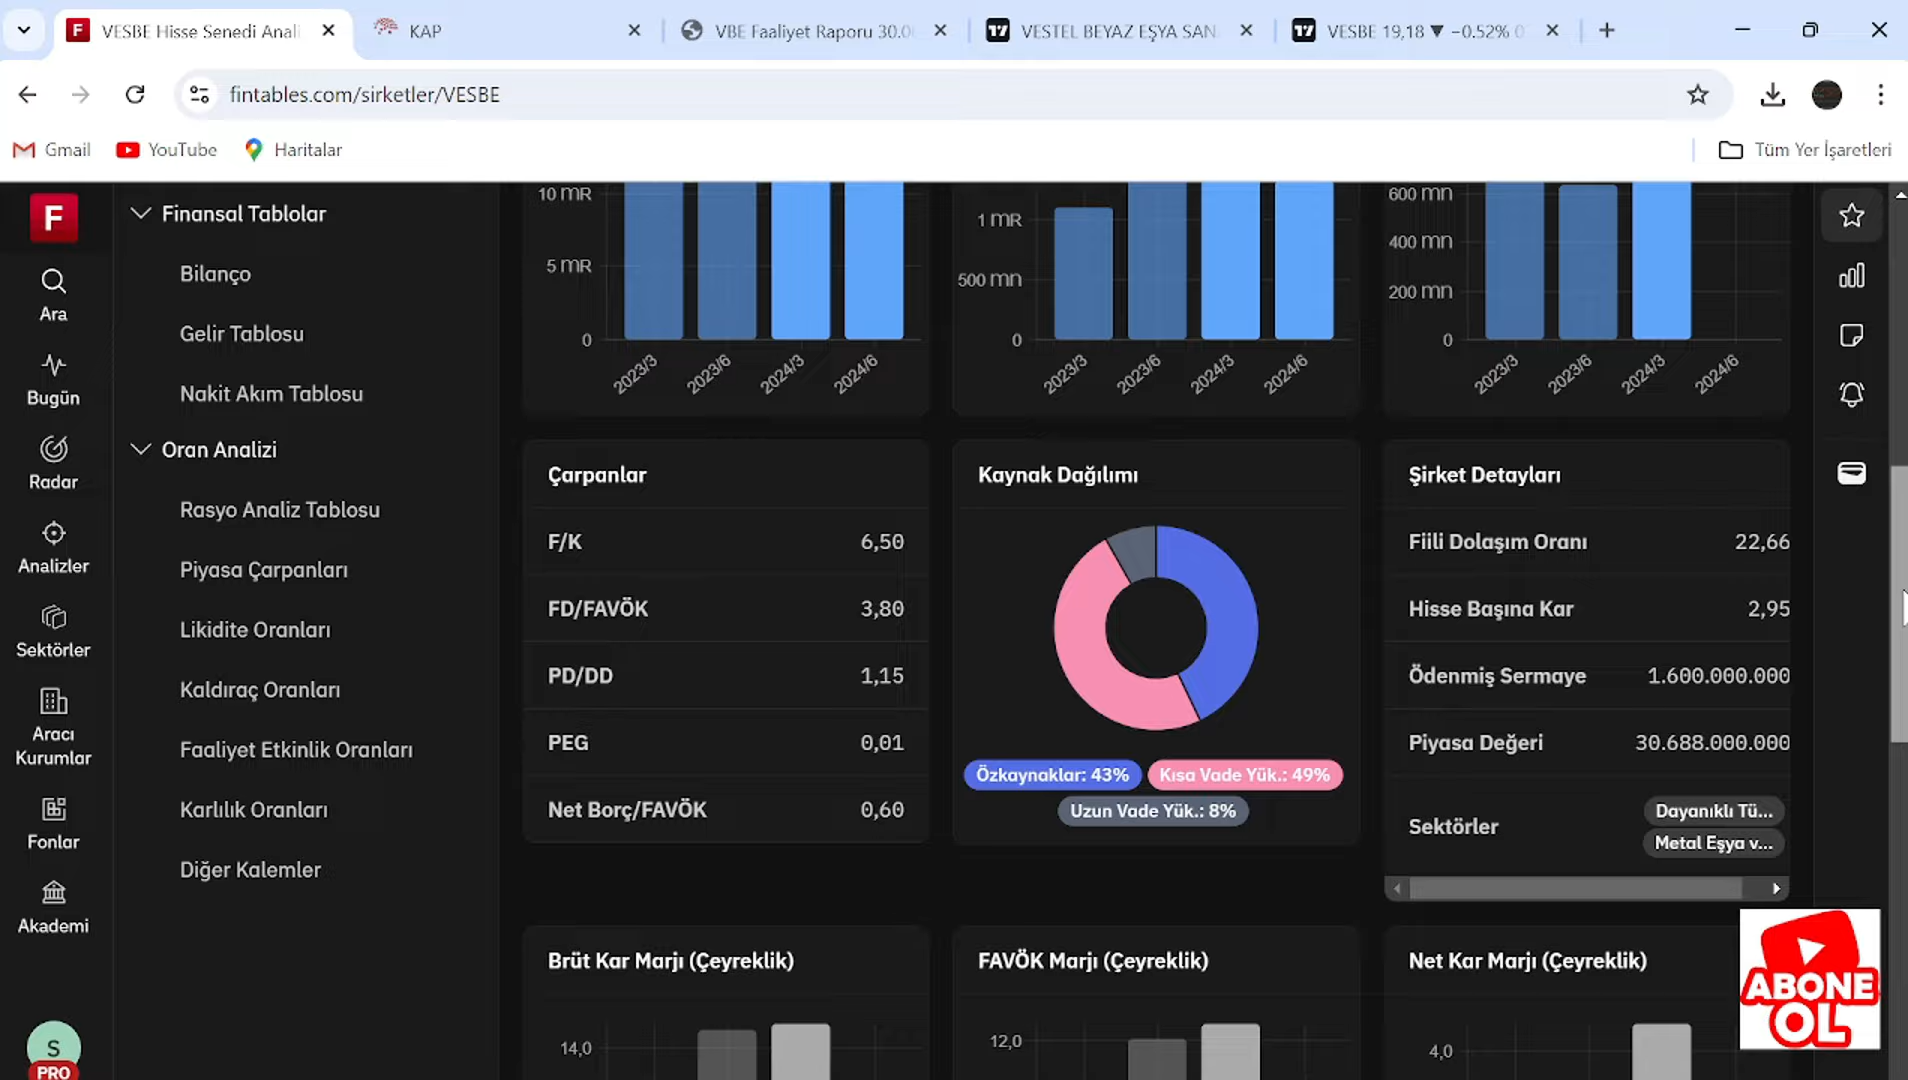 VESBE Hisse Senedi Anali
KAP
VBE Faaliyet Raporu 30.0
VESTEL BEYAZ EŞYA SAN
VESBE 19,18 ▼ −0.52%
fintables.com/sirketler/VESBE
Gmail
YouTube
Haritalar
Tüm Yer İşaretleri
F
Ara
Bugün
Radar
Analizler
Sektörler
Aracı
Kurumlar
Fonlar
Akademi
S
PRO
Finansal Tablolar
Bilanço
Gelir Tablosu
Nakit Akım Tablosu
Oran Analizi
Rasyo Analiz Tablosu
Piyasa Çarpanları
Likidite Oranları
Kaldıraç Oranları
Faaliyet Etkinlik Oranları
Karlılık Oranları
Diğer Kalemler
10 MR
5 MR
0
2023/3 2023/6 2024/3 2024/6
1 MR
500 mn
0
2023/3 2023/6 2024/3 2024/6
600 mn
400 mn
200 mn
0
2023/3 2023/6 2024/3 2024/6
Çarpanlar
F/K 6,50
FD/FAVÖK 3,80
PD/DD 1,15
PEG 0,01
Net Borç/FAVÖK 0,60
Kaynak Dağılımı
Özkaynaklar: 43% Kısa Vade Yük.: 49%
Uzun Vade Yük.: 8%
Şirket Detayları
Fiili Dolaşım Oranı 22,66
Hisse Başına Kar 2,95
Ödenmiş Sermaye 1.600.000.000
Piyasa Değeri 30.688.000.000
Sektörler
Dayanıklı Tü...
Metal Eşya v...
Brüt Kar Marjı (Çeyreklik)
14,0
FAVÖK Marjı (Çeyreklik)
12,0
Net Kar Marjı (Çeyreklik)
4,0
ABONE
OL